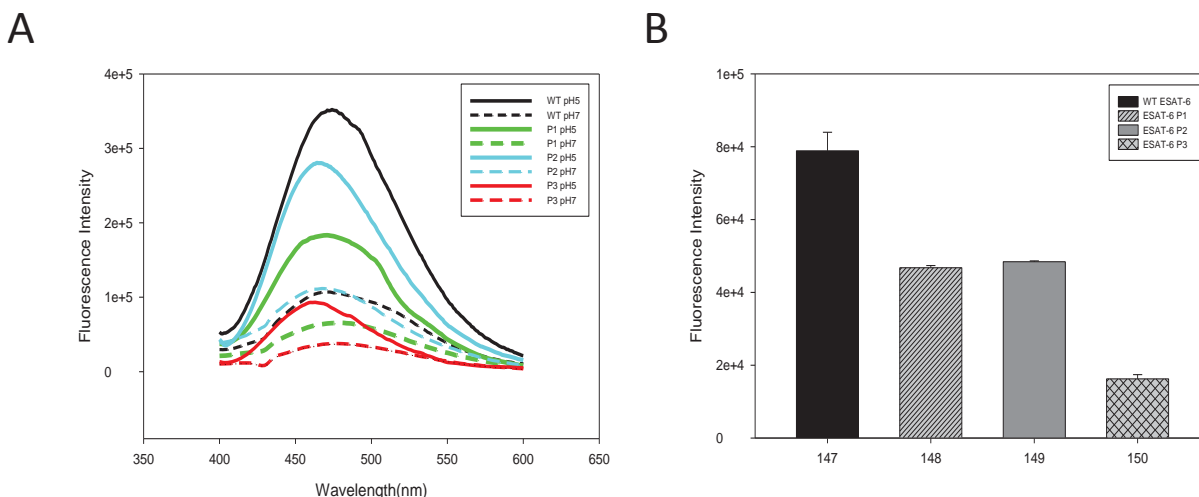 A
B
4e+5
3e+5
2e+5
1e+5
0
Fluorescence Intensity
350
400
450
500
550
600
650
Wavelength(nm)
WT pH5
WT pH7
P1 pH5
P1 pH7
P2 pH5
P2 pH7
P3 pH5
P3 pH7
1e+5
8e+4
6e+4
4e+4
2e+4
0
Fluorescence Intensity
147
148
149
150
WT ESAT-6
ESAT-6 P1
ESAT-6 P2
ESAT-6 P3